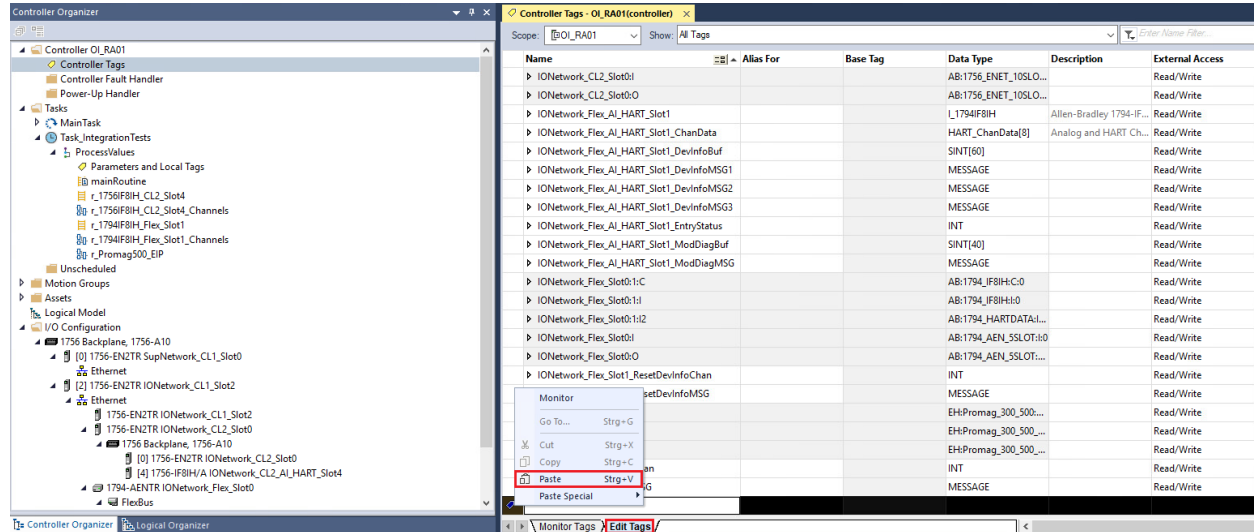 Controller Organizer
Controller OI_RA01
Controller Tags
Controller Fault Handler
Power-Up Handler
Tasks
MainTask
Task_IntegrationTests
ProcessValues
Parameters and Local Tags
mainRoutine
r_1756IF8IH_CL2_Slot4
r_1756IF8IH_CL2_Slot4_Channels
r_1794IF8IH_Flex_Slot1
r_1794IF8IH_Flex_Slot1_Channels
r_Promag500_EIP
Unscheduled
Motion Groups
Assets
Logical Model
I/O Configuration
1756 Backplane, 1756-A10
[0] 1756-EN2TR SupNetwork_CL1_Slot0
Ethernet
[2] 1756-EN2TR IONetwork_CL1_Slot2
Ethernet
1756-EN2TR IONetwork_CL1_Slot2
1756-EN2TR IONetwork_CL2_Slot0
1756 Backplane, 1756-A10
[0] 1756-EN2TR IONetwork_CL2_Slot0
[4] 1756-IF8IH/A IONetwork_CL2_AI_HART_Slot4
1794-AENTR IONetwork_Flex_Slot0
FlexBus
Controller Organizer Logical Organizer
Controller Tags - OI_RA01(controller)
Scope: OI_RA01 Show: All Tags Enter Name Filter...
Name Alias For Base Tag Data Type Description External Access
IONetwork_CL2_Slot0:I AB:1756_ENET_10SLO... Read/Write
IONetwork_CL2_Slot0:O AB:1756_ENET_10SLO... Read/Write
IONetwork_Flex_AI_HART_Slot1 I_1794IF8IH Allen-Bradley 1794-IF... Read/Write
IONetwork_Flex_AI_HART_Slot1_ChanData HART_ChanData[8] Analog and HART Ch... Read/Write
IONetwork_Flex_AI_HART_Slot1_DevInfoBuf SINT[60] Read/Write
IONetwork_Flex_AI_HART_Slot1_DevInfoMSG1 MESSAGE Read/Write
IONetwork_Flex_AI_HART_Slot1_DevInfoMSG2 MESSAGE Read/Write
IONetwork_Flex_AI_HART_Slot1_DevInfoMSG3 MESSAGE Read/Write
IONetwork_Flex_AI_HART_Slot1_EntryStatus INT Read/Write
IONetwork_Flex_AI_HART_Slot1_ModDiagBuf SINT[40] Read/Write
IONetwork_Flex_AI_HART_Slot1_ModDiagMSG MESSAGE Read/Write
IONetwork_Flex_Slot0:1:C AB:1794_IF8IH:C:0 Read/Write
IONetwork_Flex_Slot0:1:I AB:1794_IF8IH:I:0 Read/Write
IONetwork_Flex_Slot0:1:I2 AB:1794_HARTDATA:I... Read/Write
IONetwork_Flex_Slot0:I AB:1794_AEN_5SLOT:I:0 Read/Write
IONetwork_Flex_Slot0:O AB:1794_AEN_5SLOT:... Read/Write
IONetwork_Flex_Slot1_ResetDevInfoChan INT Read/Write
setDevInfoMSG MESSAGE Read/Write
EH:Promag_300_500:... Read/Write
EH:Promag_300_500_... Read/Write
EH:Promag_300_500_... Read/Write
an INT Read/Write
SG MESSAGE Read/Write
Monitor
Go To... Strg+G
Cut Strg+X
Copy Strg+C
Paste Strg+V
Paste Special
Monitor Tags Edit Tags